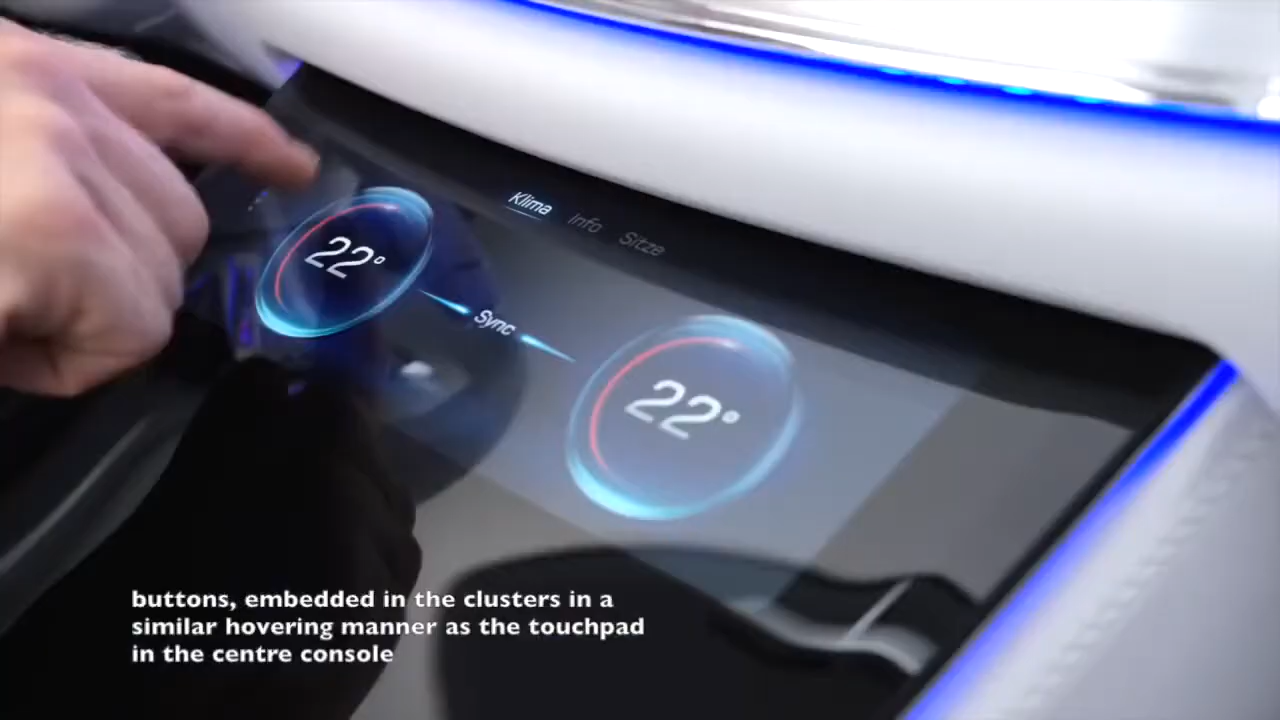 Klima Info Sitze
22°
Sync
22°
buttons, embedded in the clusters in a
similar hovering manner as the touchpad
in the centre console